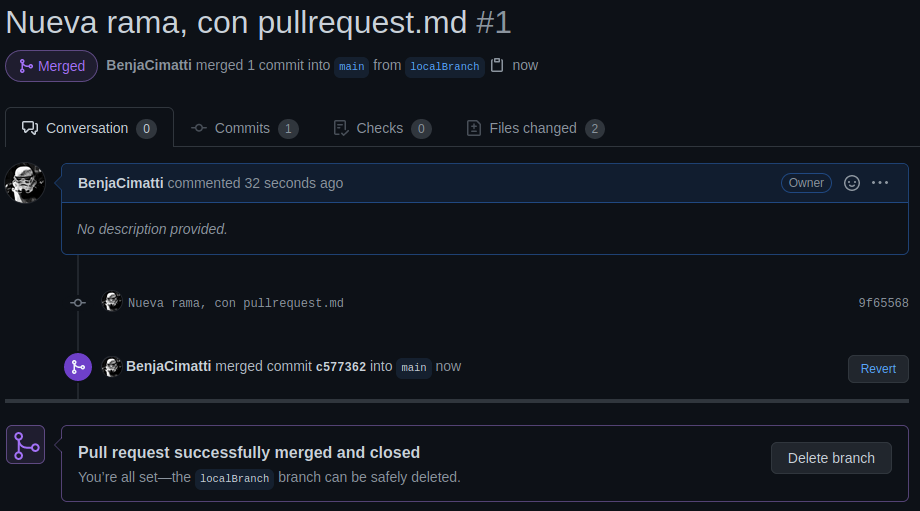 Nueva rama, con pullrequest.md #1
Merged BenjaCimatti merged 1 commit into main from localBranch now
Conversation 0 Commits 1 Checks 0 Files changed 2
BenjaCimatti commented 32 seconds ago Owner
No description provided.
Nueva rama, con pullrequest.md 9f65568
BenjaCimatti merged commit c577362 into main now Revert
Pull request successfully merged and closed
You're all set—the localBranch branch can be safely deleted.
Delete branch